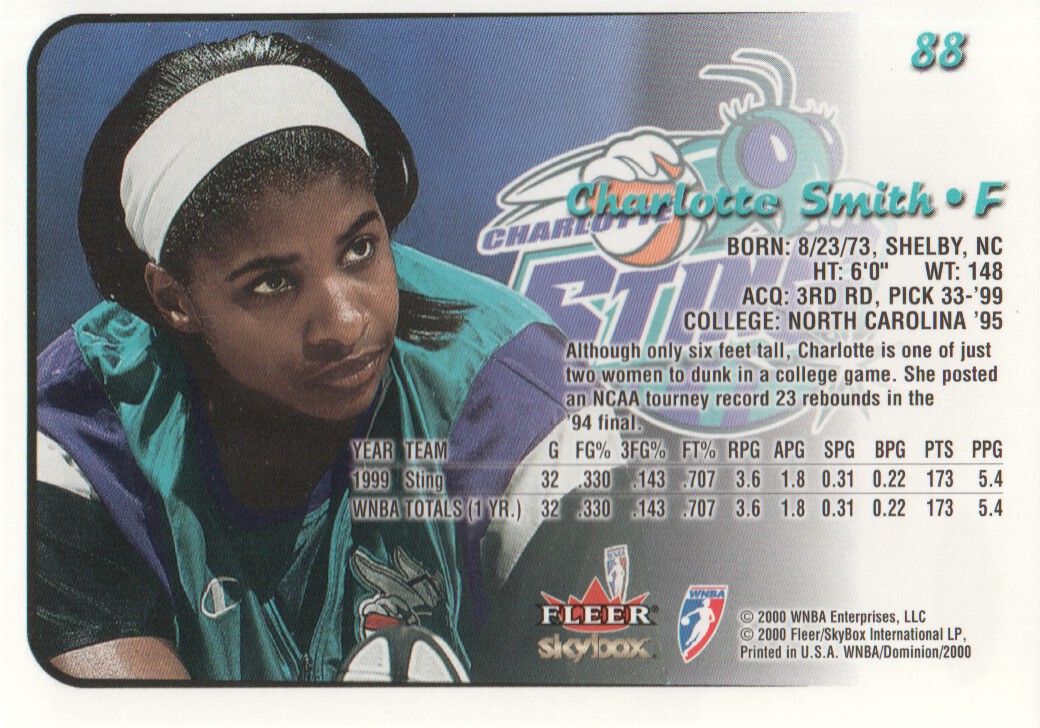 88
CHARLOTTE
STING
Charlotte Smith • F
BORN: 8/23/73, SHELBY, NC
HT: 6'0" WT: 148
ACQ: 3RD RD, PICK 33-'99
COLLEGE: NORTH CAROLINA '95
Although only six feet tall, Charlotte is one of just
two women to dunk in a college game. She posted
an NCAA tourney record 23 rebounds in the
'94 final.
YEAR TEAM G FG% 3FG% FT% RPG APG SPG BPG PTS PPG
1999 Sting 32 .330 .143 .707 3.6 1.8 0.31 0.22 173 5.4
WNBA TOTALS (1 YR.) 32 .330 .143 .707 3.6 1.8 0.31 0.22 173 5.4
FLEER®
skybox
WNBA
© 2000 WNBA Enterprises, LLC
© 2000 Fleer/SkyBox International LP,
Printed in U.S.A. WNBA/Dominion/2000